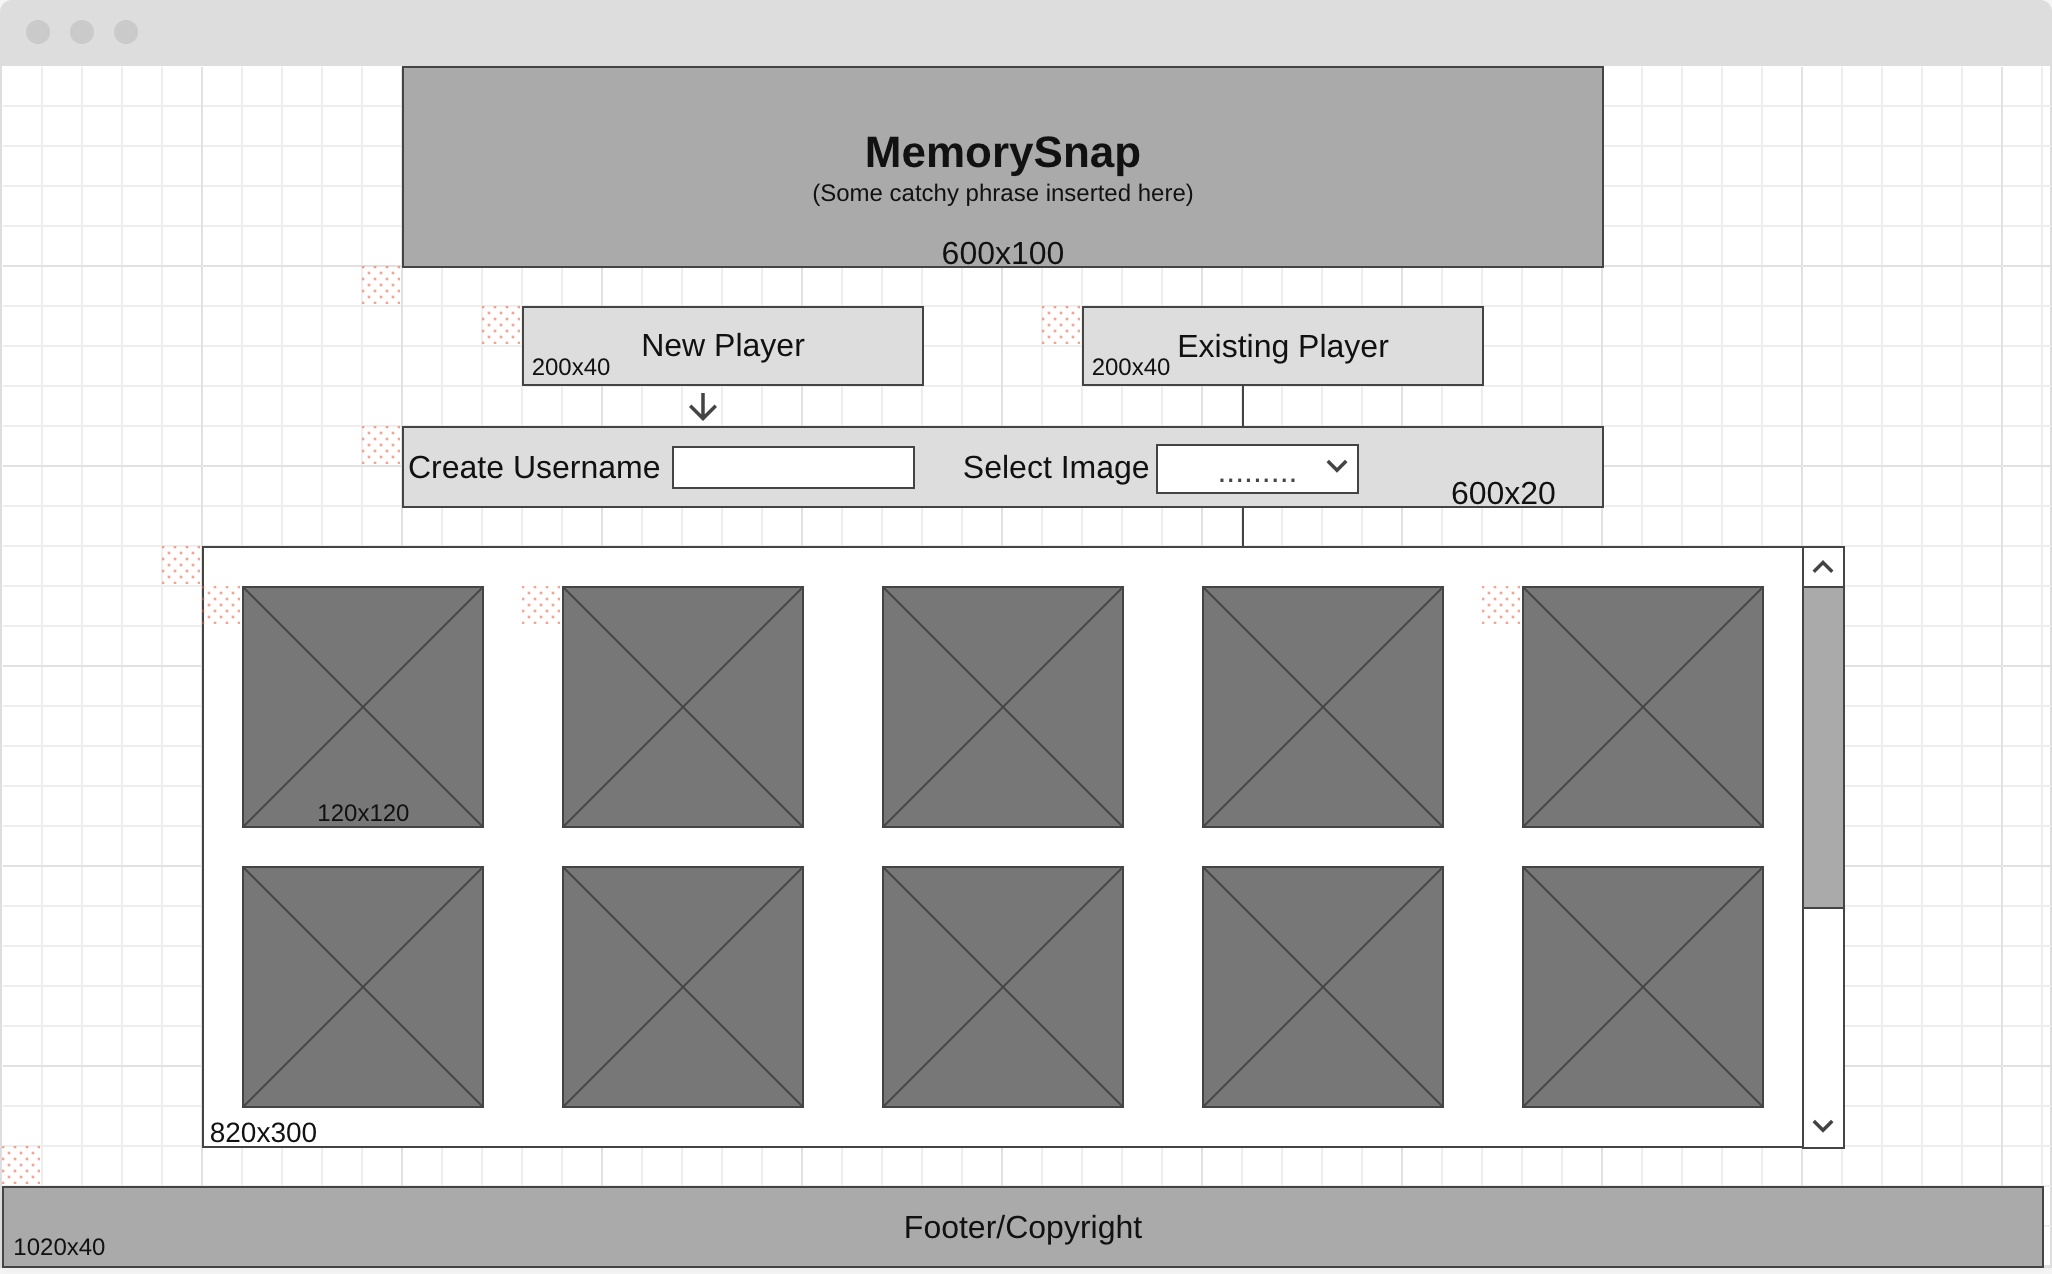 MemorySnap
(Some catchy phrase inserted here)
600x100
New Player
200x40
Existing Player
200x40
Create Username
Select Image
.........
600x20
120x120
820x300
Footer/Copyright
1020x40